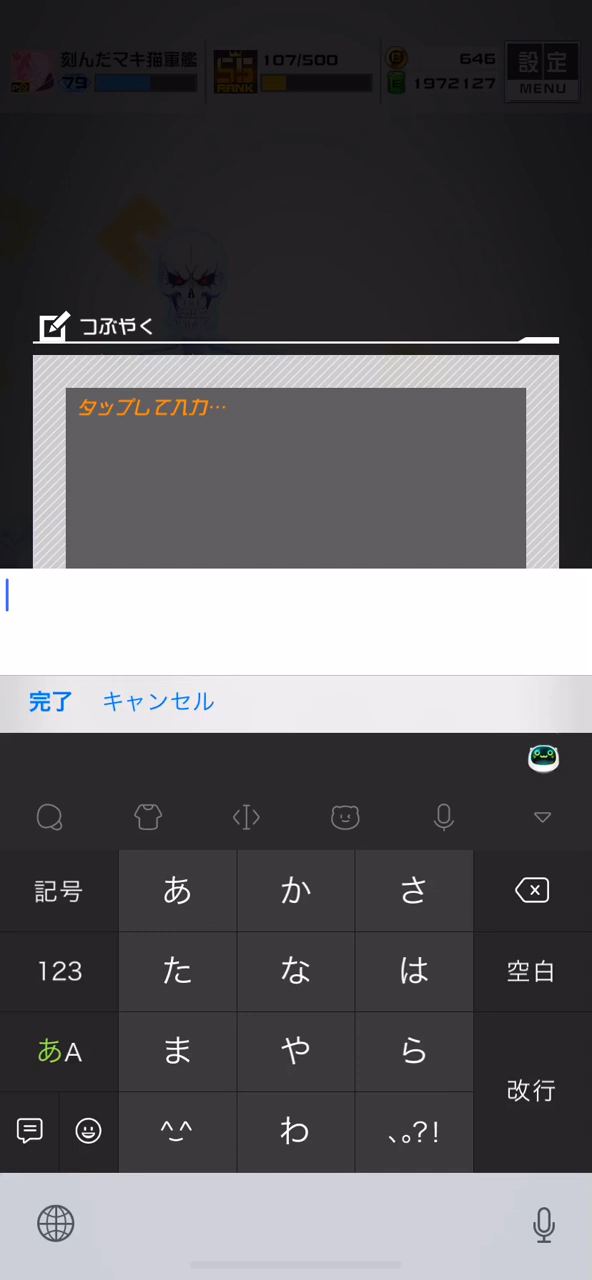 刻んだマキ猫軍艦
79
S15
RANK
107/500
646
1972127
設定
MENU
つぶやく
タップして入力…
完了 キャンセル
記号 あ か さ
123 た な は 空白
あA ま や ら
改行
^_^ わ 、。?!